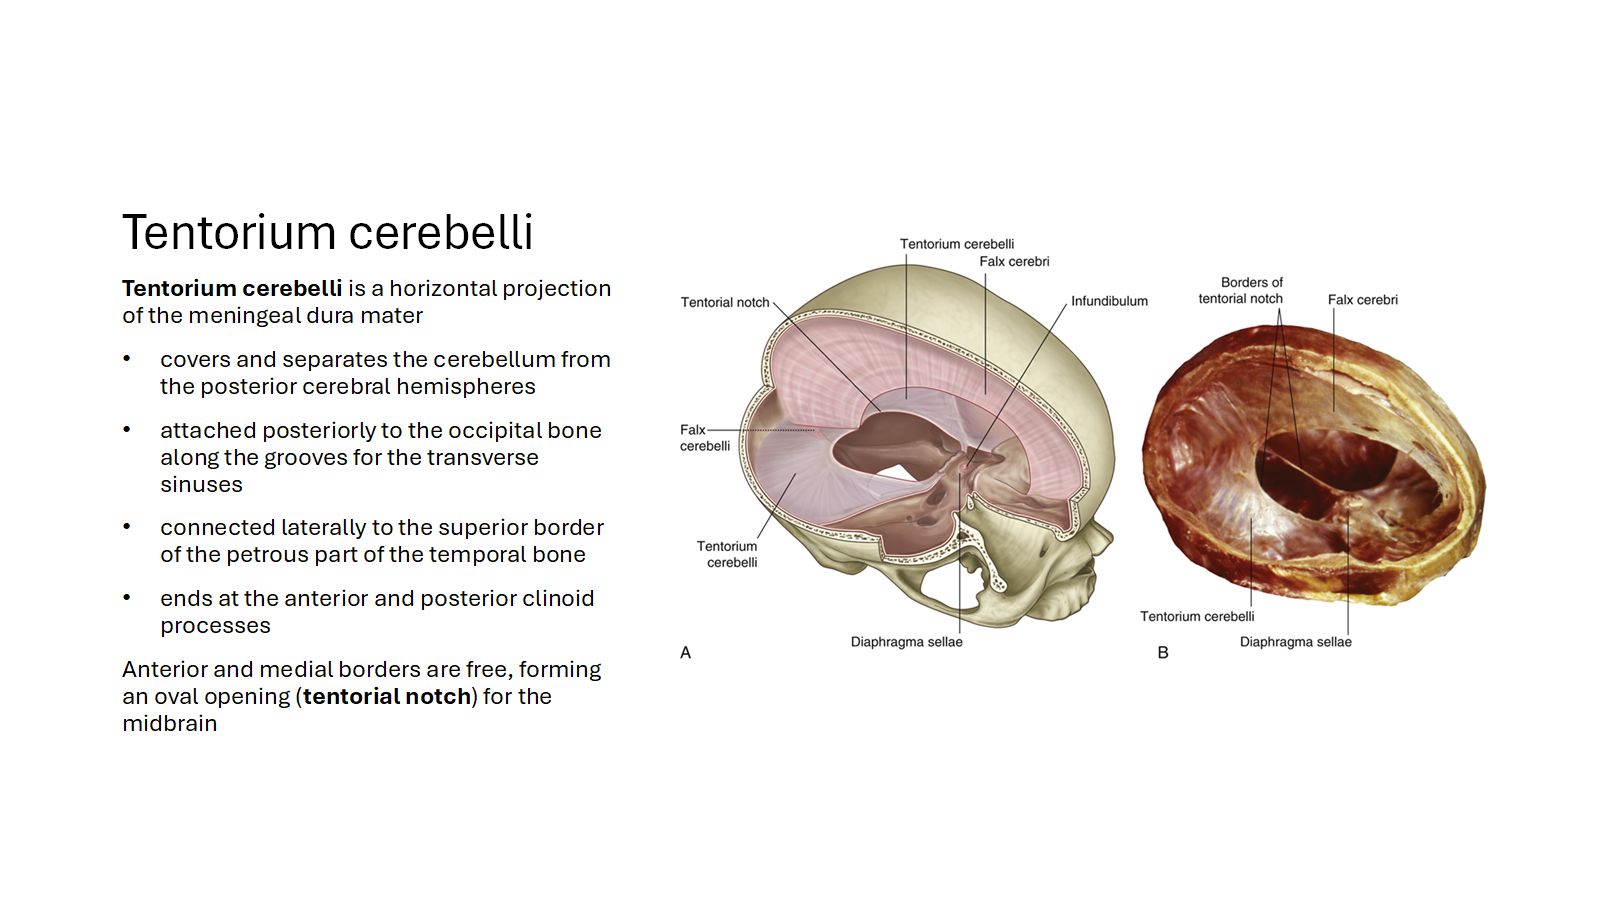 Tentorium cerebelli
Tentorium cerebelli is a horizontal projection
of the meningeal dura mater
• covers and separates the cerebellum from
the posterior cerebral hemispheres
• attached posteriorly to the occipital bone
along the grooves for the transverse
sinuses
• connected laterally to the superior border
of the petrous part of the temporal bone
• ends at the anterior and posterior clinoid
processes
Anterior and medial borders are free, forming
an oval opening (tentorial notch) for the
midbrain
Tentorium cerebelli
Falx cerebri
Tentorial notch
Infundibulum
Falx
cerebelli
Tentorium
cerebelli
Diaphragma sellae
A
Borders of
tentorial notch
Falx cerebri
Tentorium cerebelli
Diaphragma sellae
B